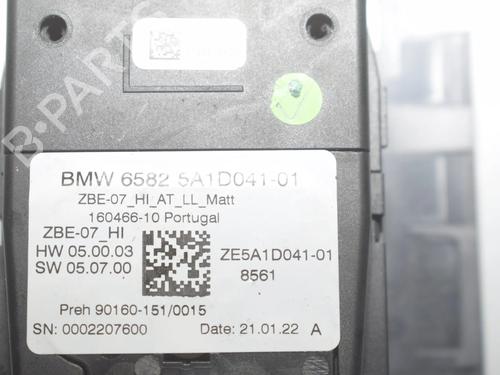 B-PARTS
BMW 6582 5A1D041-01
ZBE-07_HI_AT_LL_Matt
160466-10 Portugal
ZBE-07_HI
HW 05.00.03
SW 05.07.00
ZE5A1D041-01
8561
Preh 90160-151/0015
SN: 0002207600
Date: 21.01.22 A